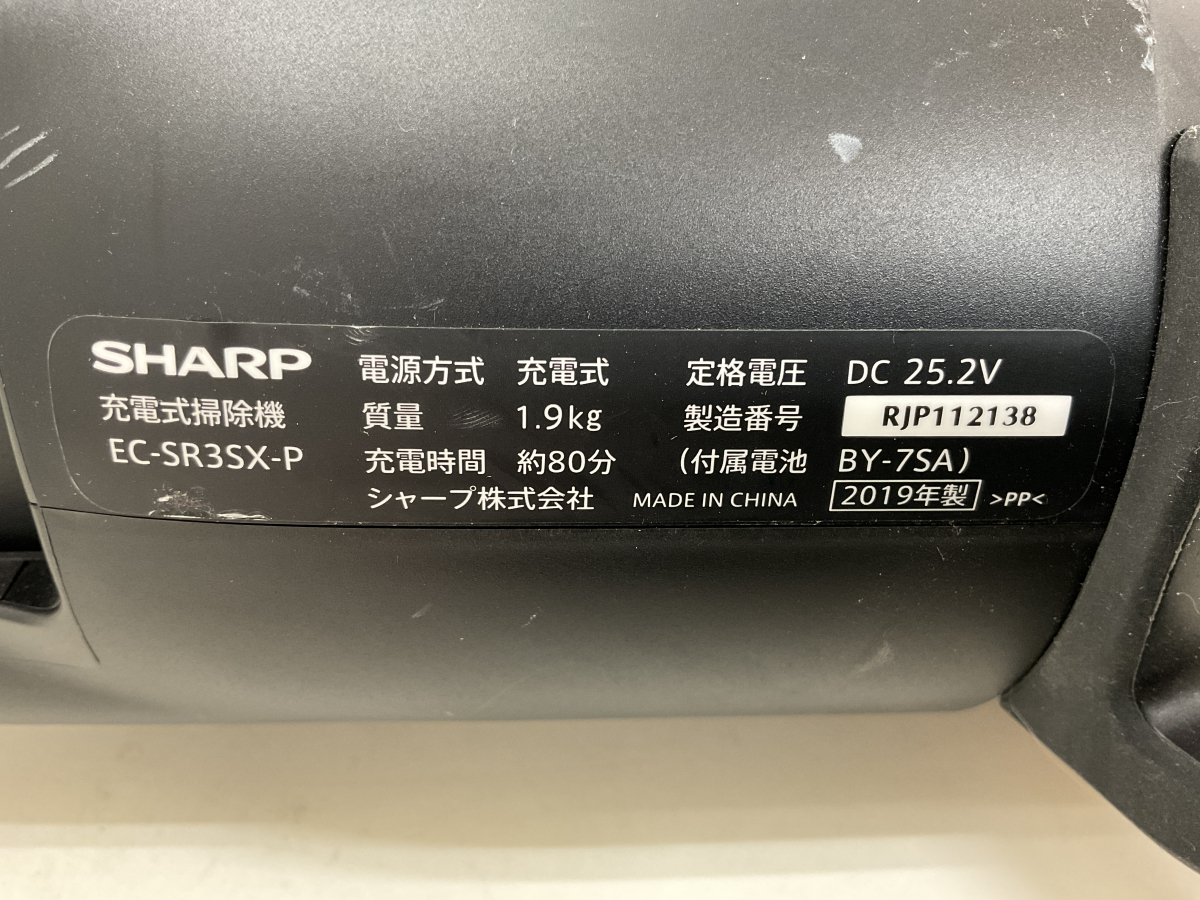 SHARP 電源方式 充電式 定格電圧 DC 25.2V
充電式掃除機 質量 1.9kg 製造番号 RJP112138
EC-SR3SX-P 充電時間 約80分 (付属電池 BY-7SA)
シャープ株式会社 MADE IN CHINA 2019年製 >PP<